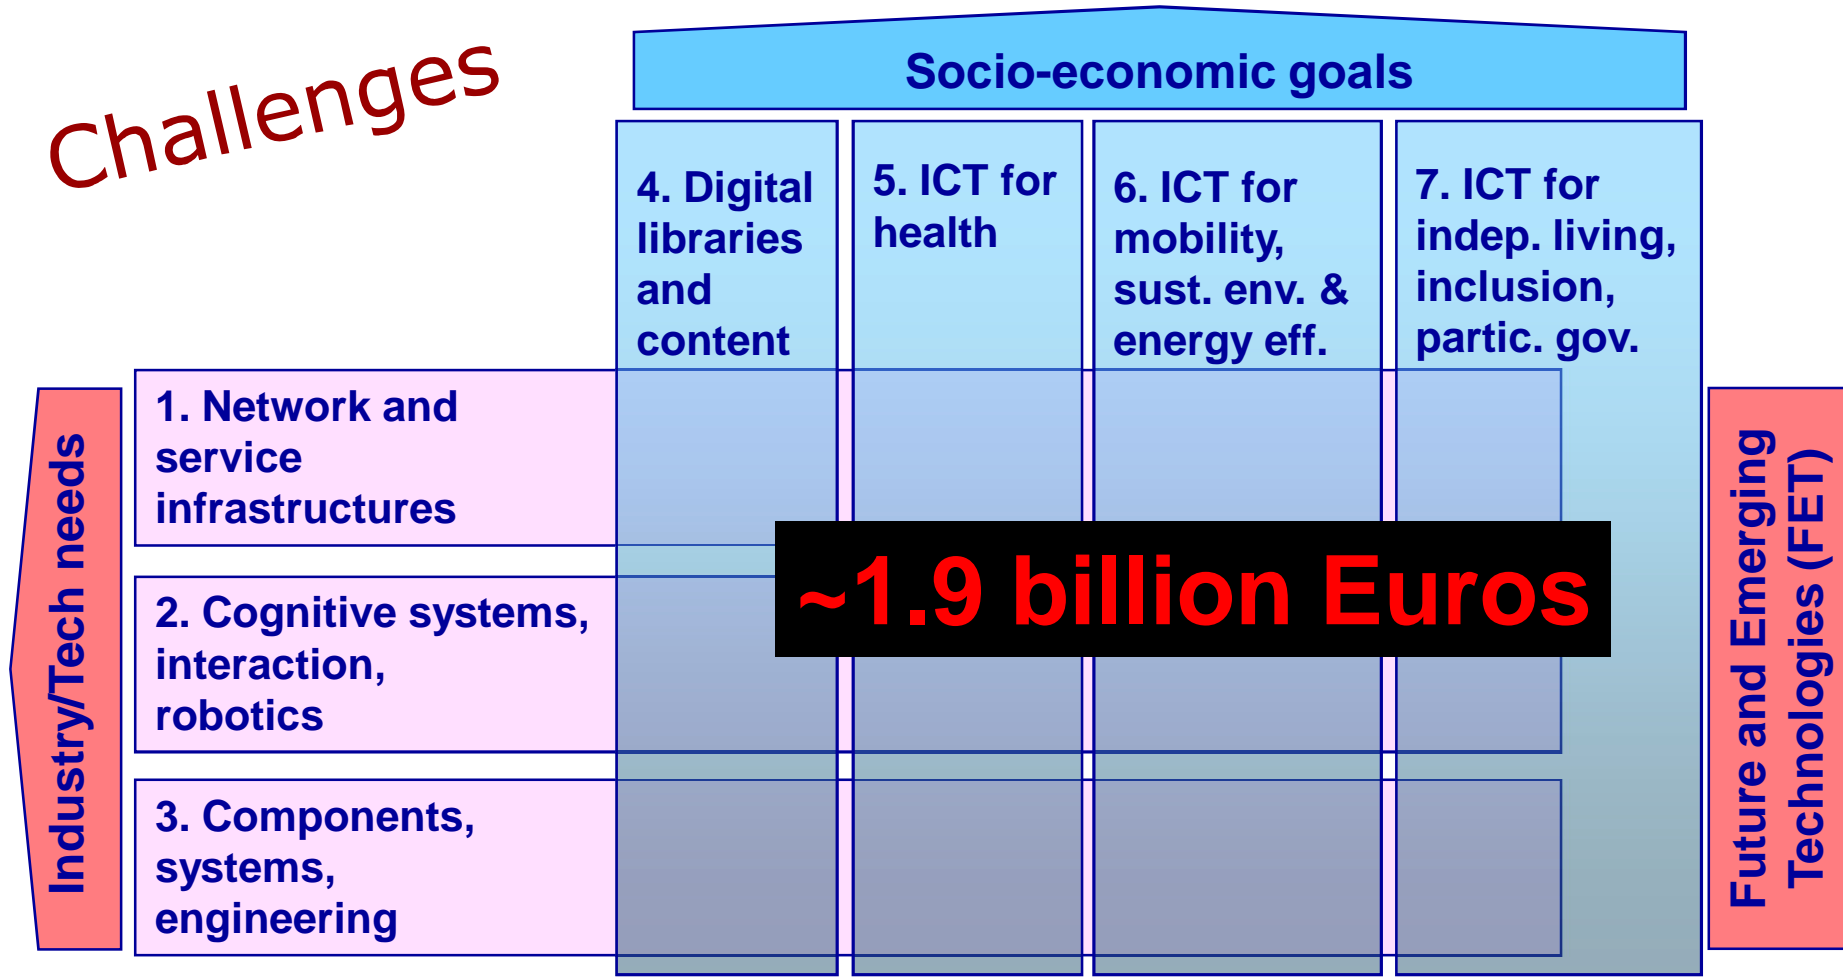 Challenges
Socio-economic goals
4. Digital
libraries
and
content
5. ICT for
health
6. ICT for
mobility,
sust. env. &
energy eff.
7. ICT for
indep. living,
inclusion,
partic. gov.
Industry/Tech needs
1. Network and
service
infrastructures
2. Cognitive systems,
interaction,
robotics
3. Components,
systems,
engineering
~1.9 billion Euros
Future and Emerging
Technologies (FET)